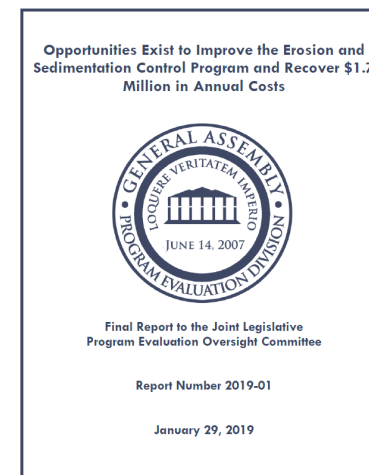 Opportunities Exist to Improve the Erosion and
Sedimentation Control Program and Recover $1.7
Million in Annual Costs
GENERAL ASSEMBLY
LOQUERE VERITATEM IMPERIO
JUNE 14, 2007
PROGRAM EVALUATION DIVISION
Final Report to the Joint Legislative
Program Evaluation Oversight Committee
Report Number 2019-01
January 29, 2019